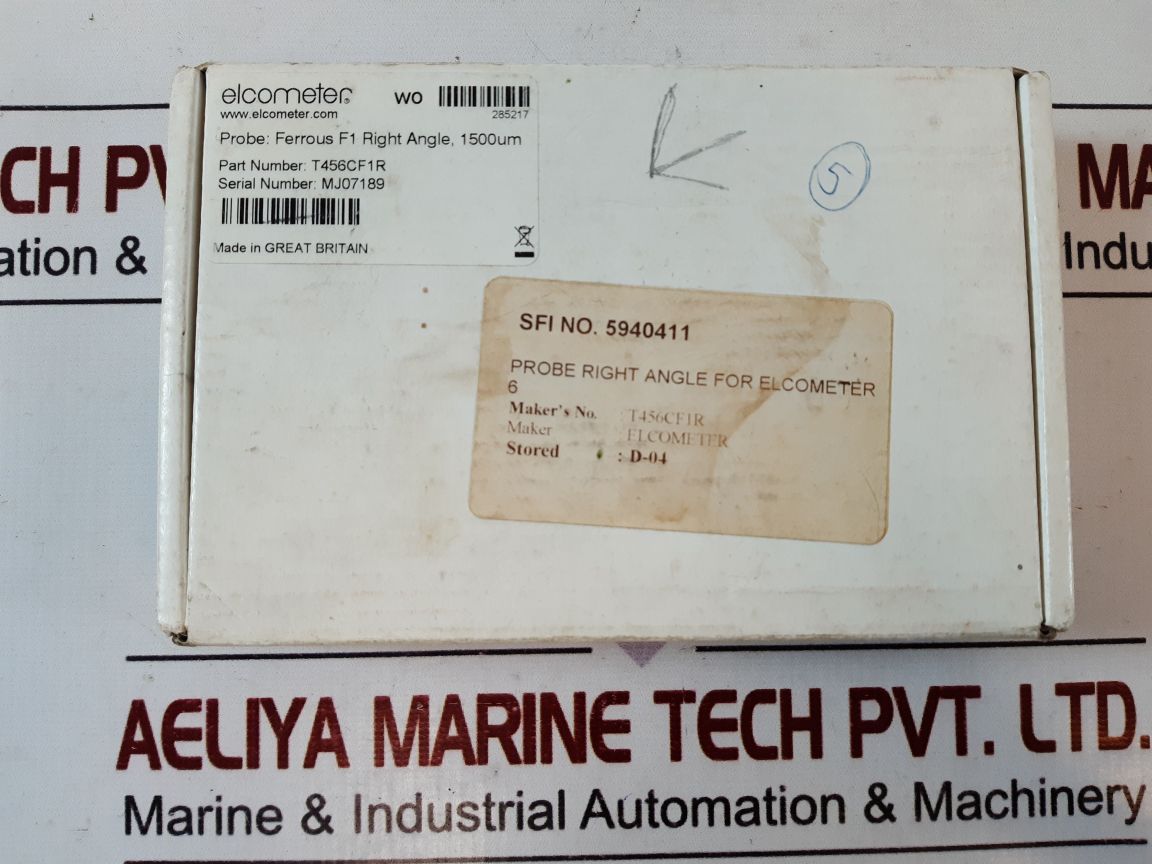 elcometer®
www.elcometer.com
WO
285217
Probe: Ferrous F1 Right Angle, 1500um
Part Number: T456CF1R
Serial Number: MJ07189
Made in GREAT BRITAIN
5
SFI NO. 5940411
PROBE RIGHT ANGLE FOR ELCOMETER
6
Maker's No. : T456CF1R
Maker ELCOMETER
Stored : D-04
CH PV
MA
ation &
Indu
AELIYA MARINE TECH PVT. LTD.
Marine & Industrial Automation & Machinery